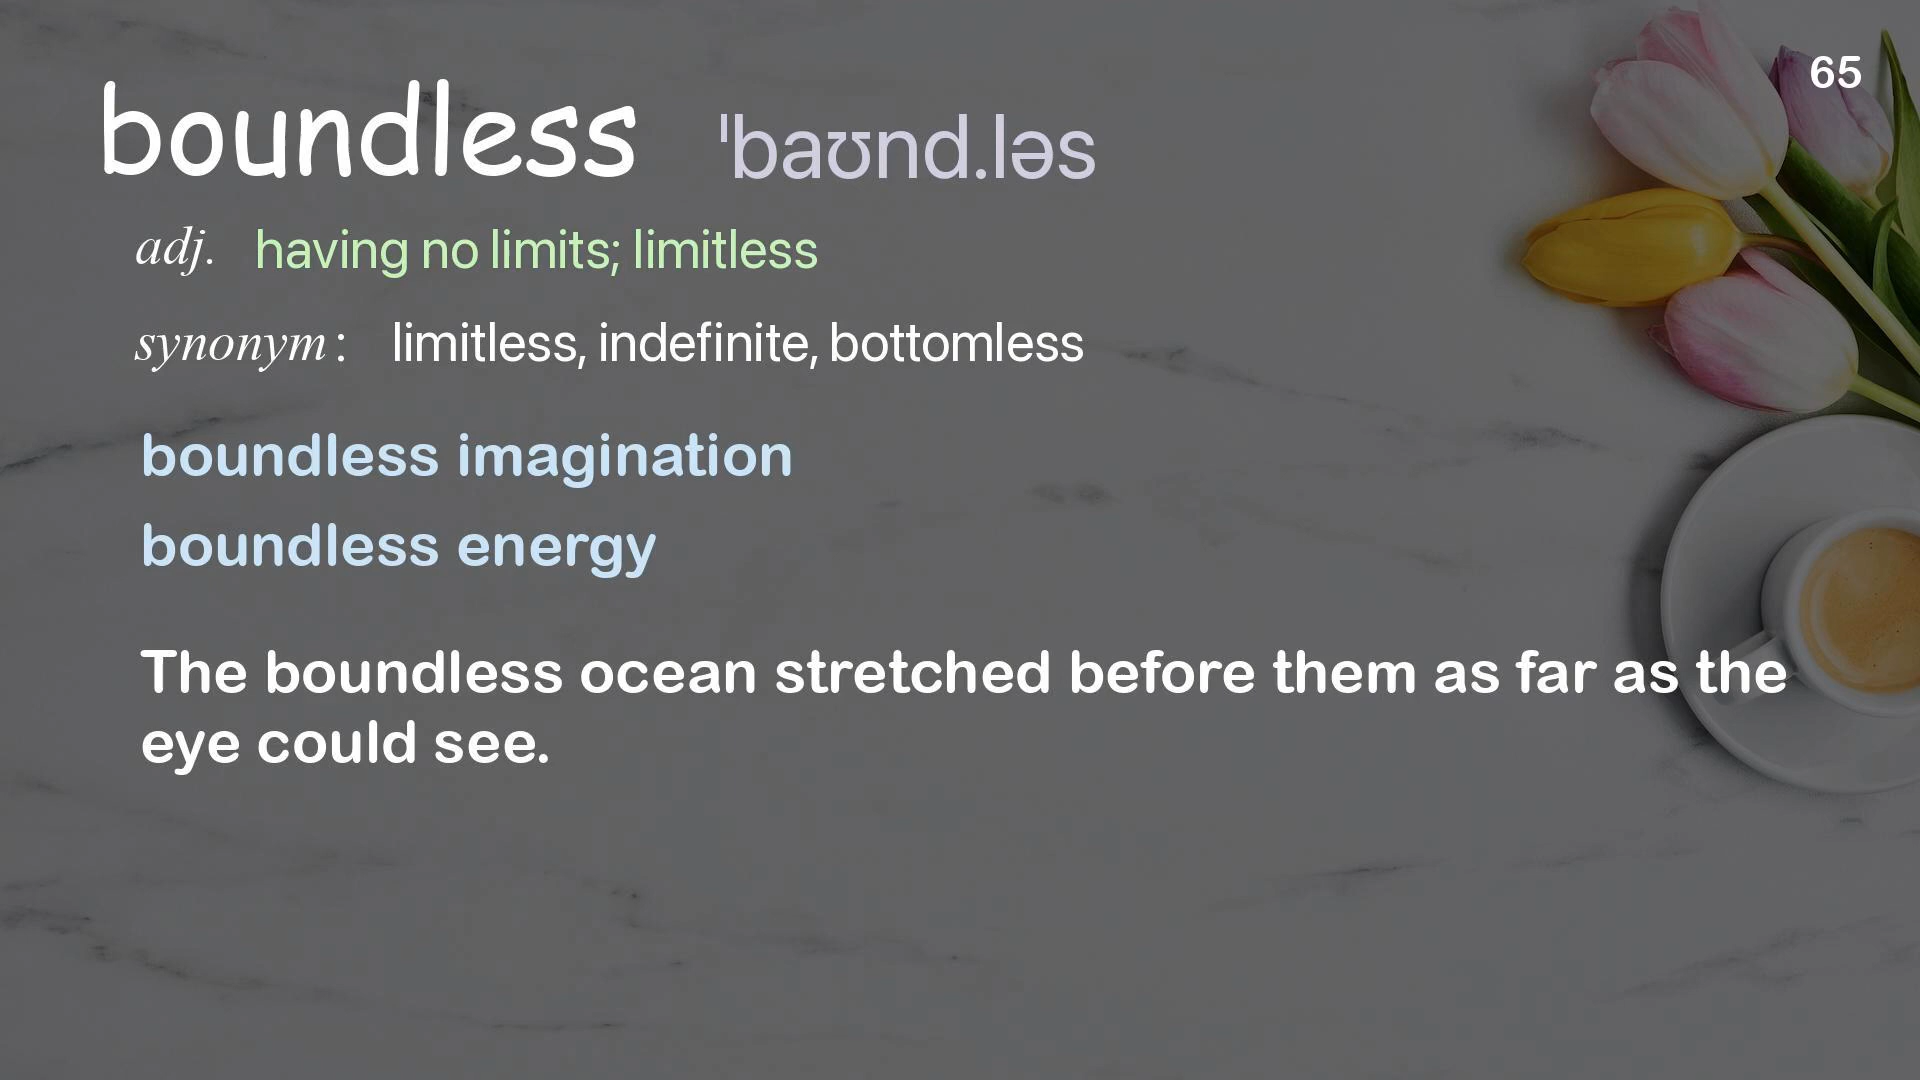 65
boundless ˈbaʊnd.ləs
adj. having no limits; limitless
synonym : limitless, indefinite, bottomless
boundless imagination
boundless energy
The boundless ocean stretched before them as far as the
eye could see.